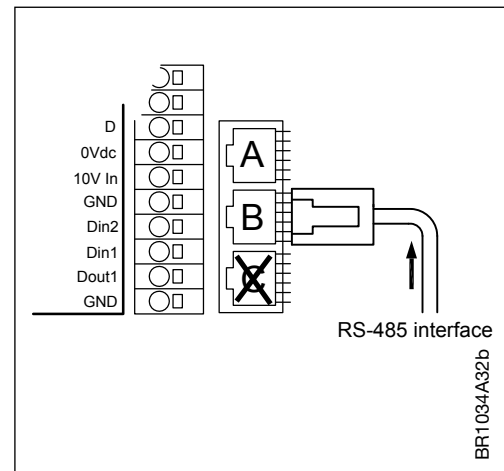 D
0Vdc
10V In
GND
Din2
Din1
Dout1
GND
A
B
C
RS-485 interface
BR1034A32b